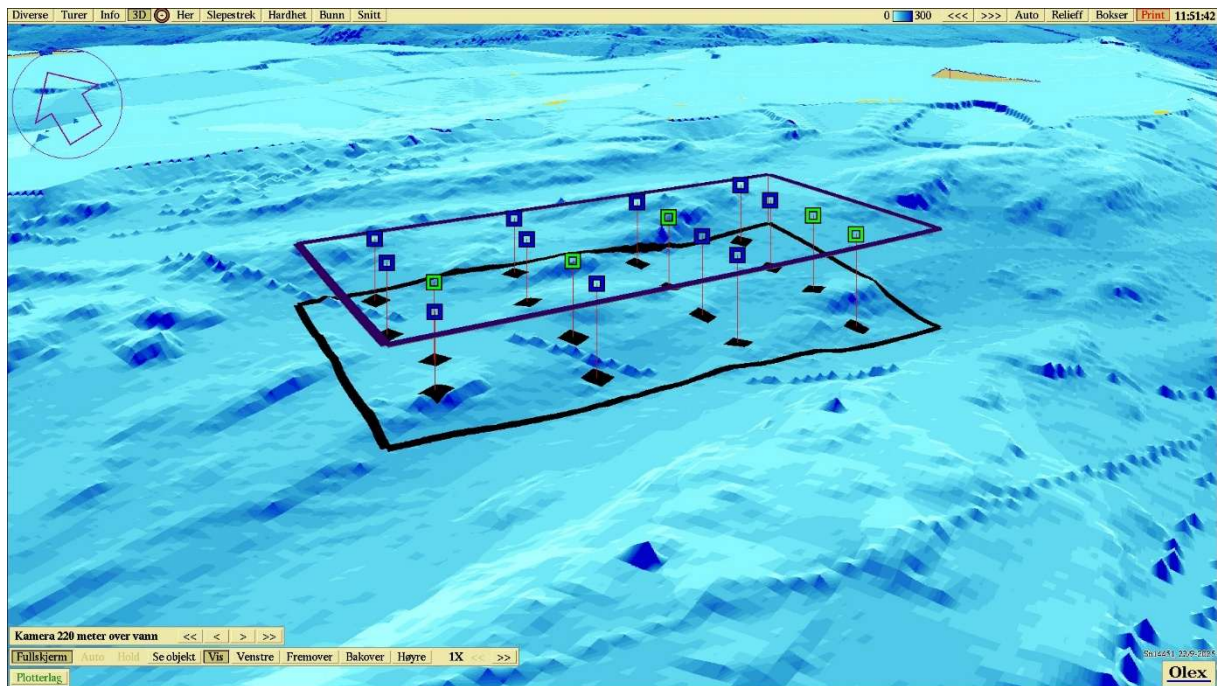 Diverse Turer Info 3D Her Slepestrek Hardhet Bunn Snitt 0 300 <<< >>> Auto Relieff Bokser Print 11:51:42
Kamera 220 meter over vann << < > >>
Fullskjerm Auto Hold Se objekt Vis Venstre Fremover Bakover Høyre 1X << >>
Plotterlag
Olex